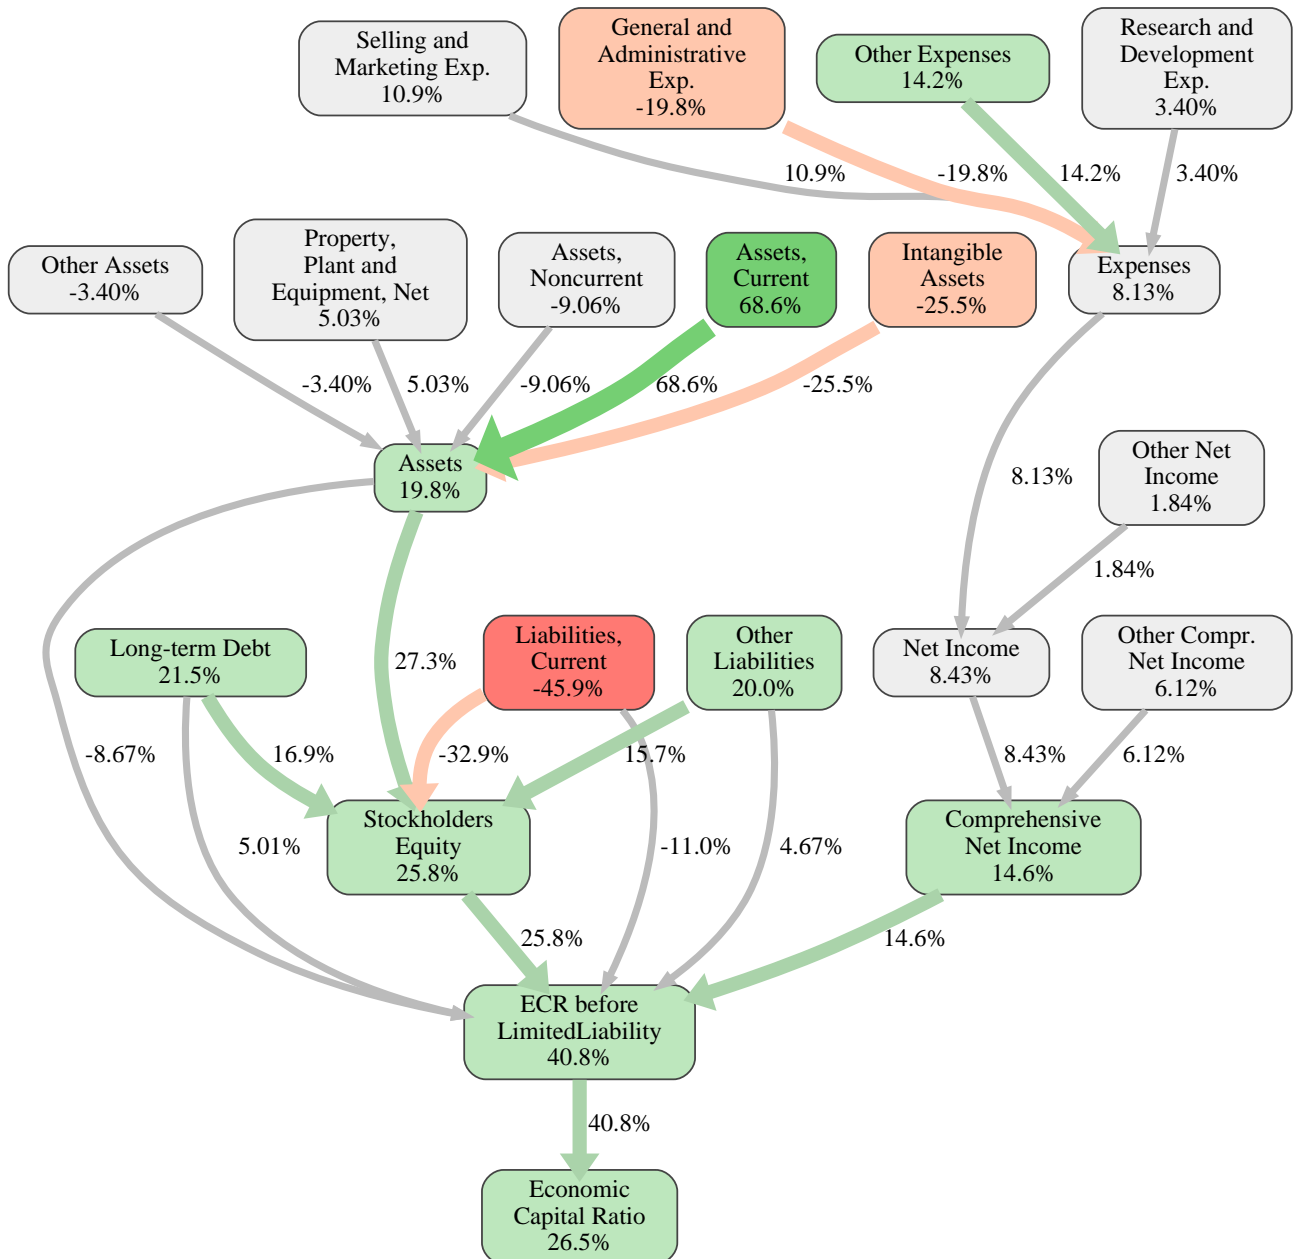 Selling and
Marketing Exp.
10.9%
General and
Administrative
Exp.
-19.8%
Other Expenses
14.2%
Research and
Development
Exp.
3.40%
10.9%
-19.8%
14.2%
3.40%
Other Assets
-3.40%
Property,
Plant and
Equipment, Net
5.03%
Assets,
Noncurrent
-9.06%
Assets,
Current
68.6%
Intangible
Assets
-25.5%
Expenses
8.13%
-3.40%
5.03%
-9.06%
68.6%
-25.5%
Assets
19.8%
8.13%
Other Net
Income
1.84%
1.84%
Long-term Debt
21.5%
27.3%
Liabilities,
Current
-45.9%
Other
Liabilities
20.0%
Net Income
8.43%
Other Compr.
Net Income
6.12%
-8.67%
16.9%
-32.9%
15.7%
8.43%
6.12%
5.01%
Stockholders
Equity
25.8%
-11.0%
4.67%
Comprehensive
Net Income
14.6%
25.8%
14.6%
ECR before
LimitedLiability
40.8%
40.8%
Economic
Capital Ratio
26.5%